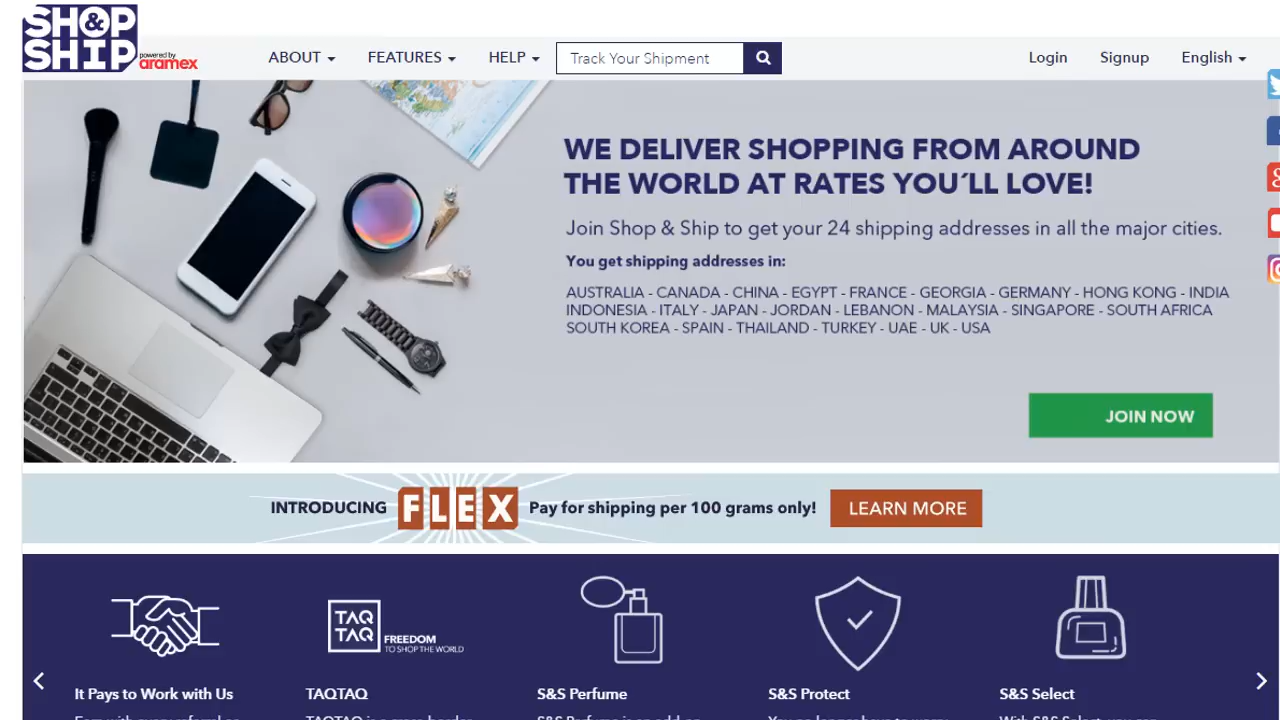 SH&P
SHIP
powered by
aramex
ABOUT
FEATURES
HELP
Track Your Shipment
Login
Signup
English
WE DELIVER SHOPPING FROM AROUND
THE WORLD AT RATES YOU´LL LOVE!
Join Shop & Ship to get your 24 shipping addresses in all the major cities.
You get shipping addresses in:
AUSTRALIA - CANADA - CHINA - EGYPT - FRANCE - GEORGIA - GERMANY - HONG KONG - INDIA
INDONESIA - ITALY - JAPAN - JORDAN - LEBANON - MALAYSIA - SINGAPORE - SOUTH AFRICA
SOUTH KOREA - SPAIN - THAILAND - TURKEY - UAE - UK - USA
JOIN NOW
INTRODUCING FLEX Pay for shipping per 100 grams only! LEARN MORE
TAQ
TAQ
FREEDOM
TO SHOP THE WORLD
It Pays to Work with Us
TAQTAQ
S&S Perfume
S&S Protect
S&S Select